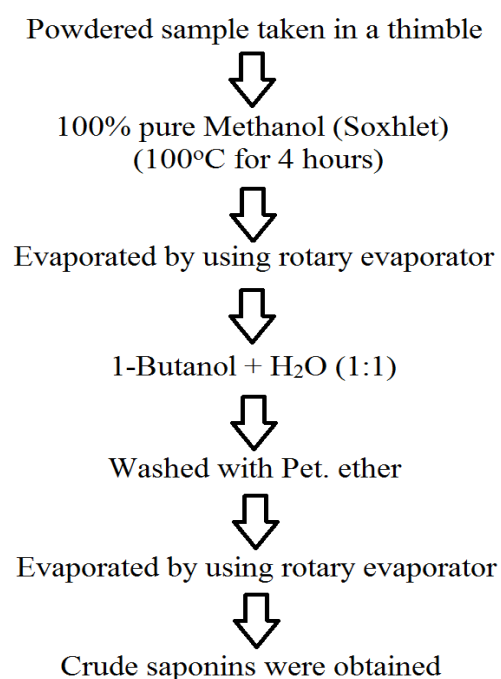 Powdered sample taken in a thimble
100% pure Methanol (Soxhlet)
(100°C for 4 hours)
Evaporated by using rotary evaporator
1-Butanol + H₂O (1:1)
Washed with Pet. ether
Evaporated by using rotary evaporator
Crude saponins were obtained